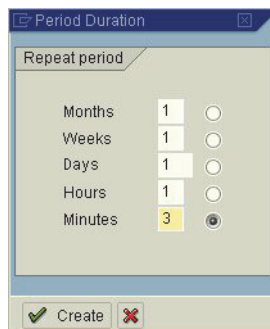 Period Duration
Repeat period
Months 1
Weeks 1
Days 1
Hours 1
Minutes 3
Create